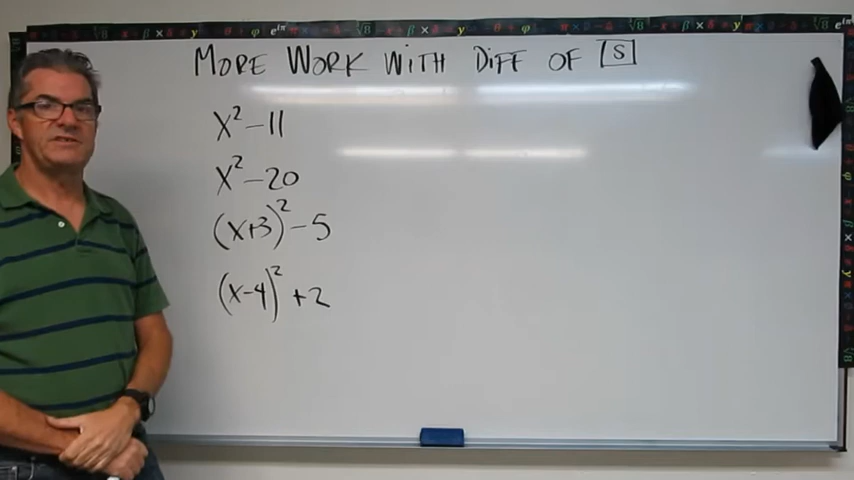 MORE WORK WITH DIFF OF [S]
x² - 11
x² - 20
(x+3)² - 5
(x-4)² + 2